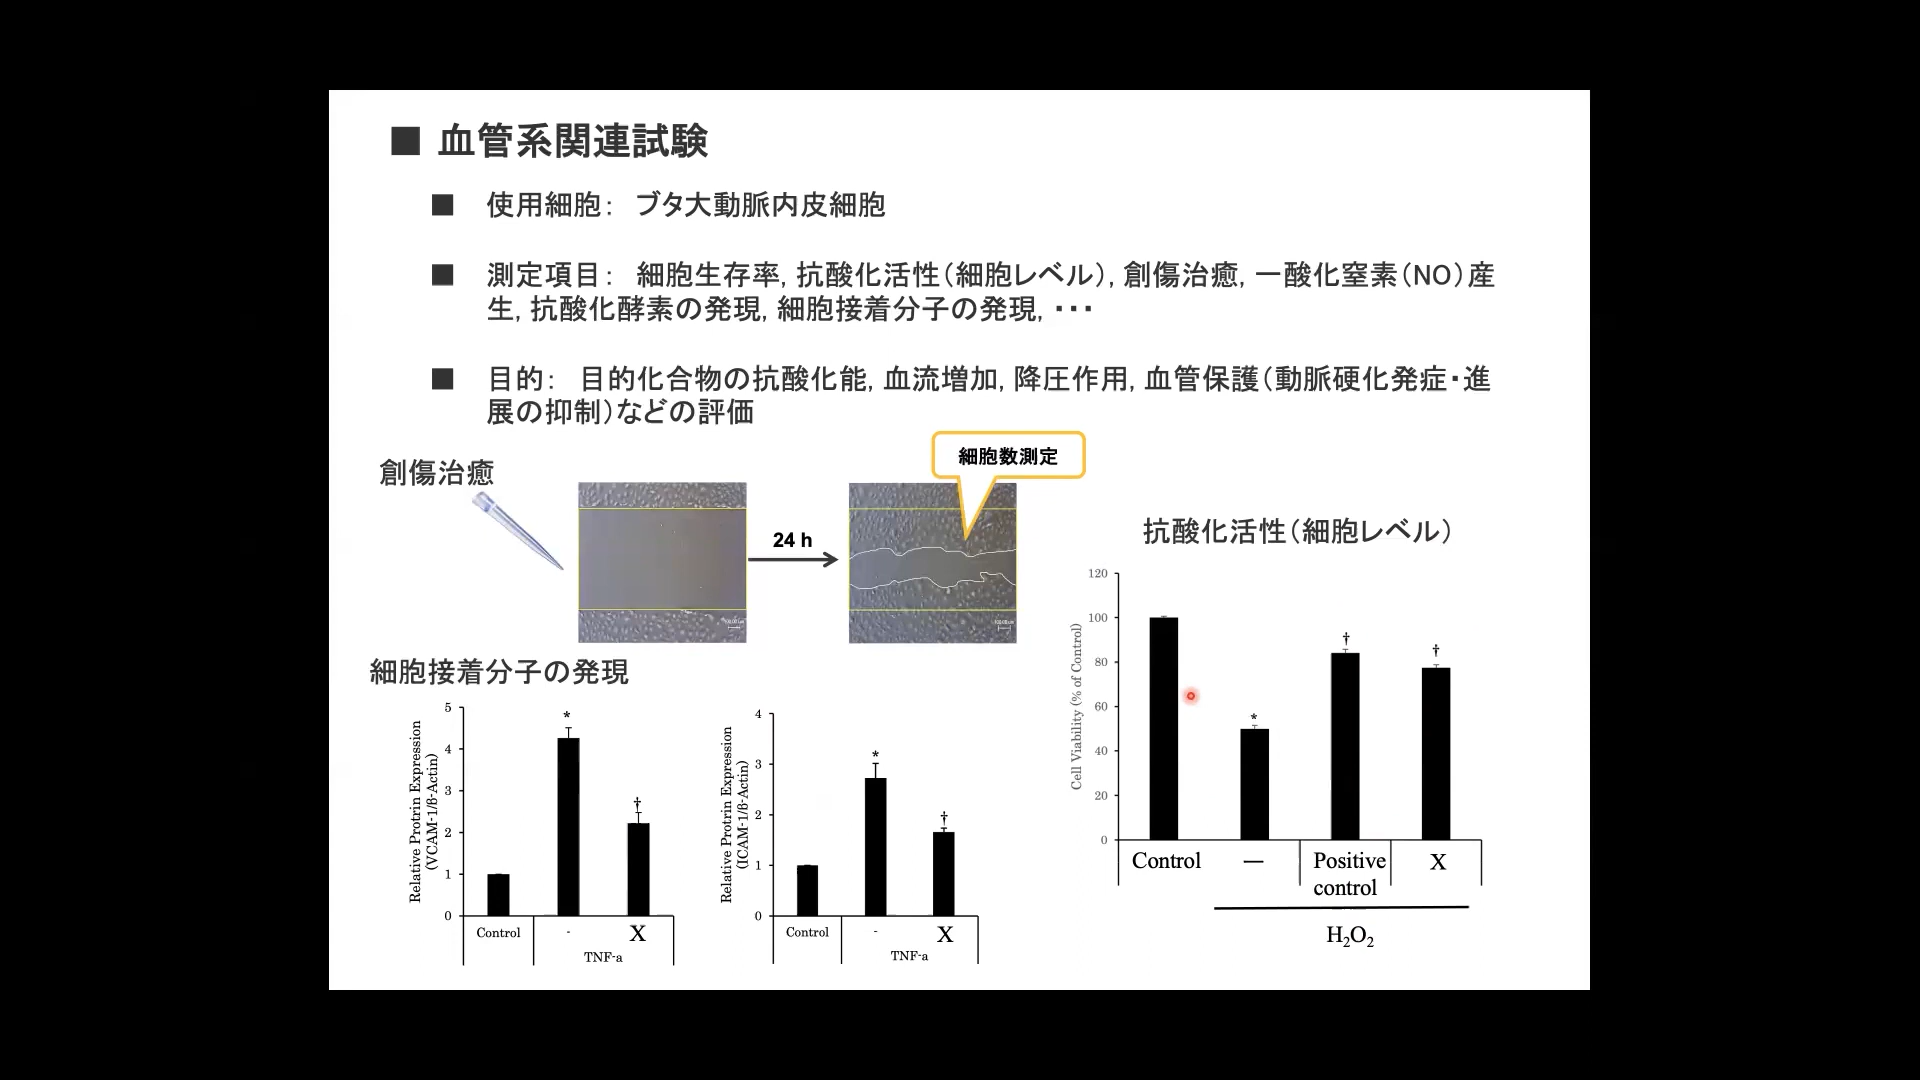 ■ 血管系関連試験
■ 使用細胞： ブタ大動脈内皮細胞
■ 測定項目： 細胞生存率, 抗酸化活性（細胞レベル）, 創傷治癒, 一酸化窒素（NO）産
生, 抗酸化酵素の発現, 細胞接着分子の発現, ・・・
■ 目的： 目的化合物の抗酸化能, 血流増加, 降圧作用, 血管保護（動脈硬化発症・進
展の抑制）などの評価
創傷治癒
24 h
細胞数測定
細胞接着分子の発現
Relative Protrin Expression
(VCAM-1/ß-Actin)
5
4
3
2
1
0
*
†
Control
-
X
TNF-a
Relative Protrin Expression
(ICAM-1/ß-Actin)
4
3
2
1
0
*
†
Control
-
X
TNF-a
抗酸化活性（細胞レベル）
Cell Viability (% of Control)
120
100
80
60
40
20
0
*
†
†
Control
—
Positive
control
X
H₂O₂